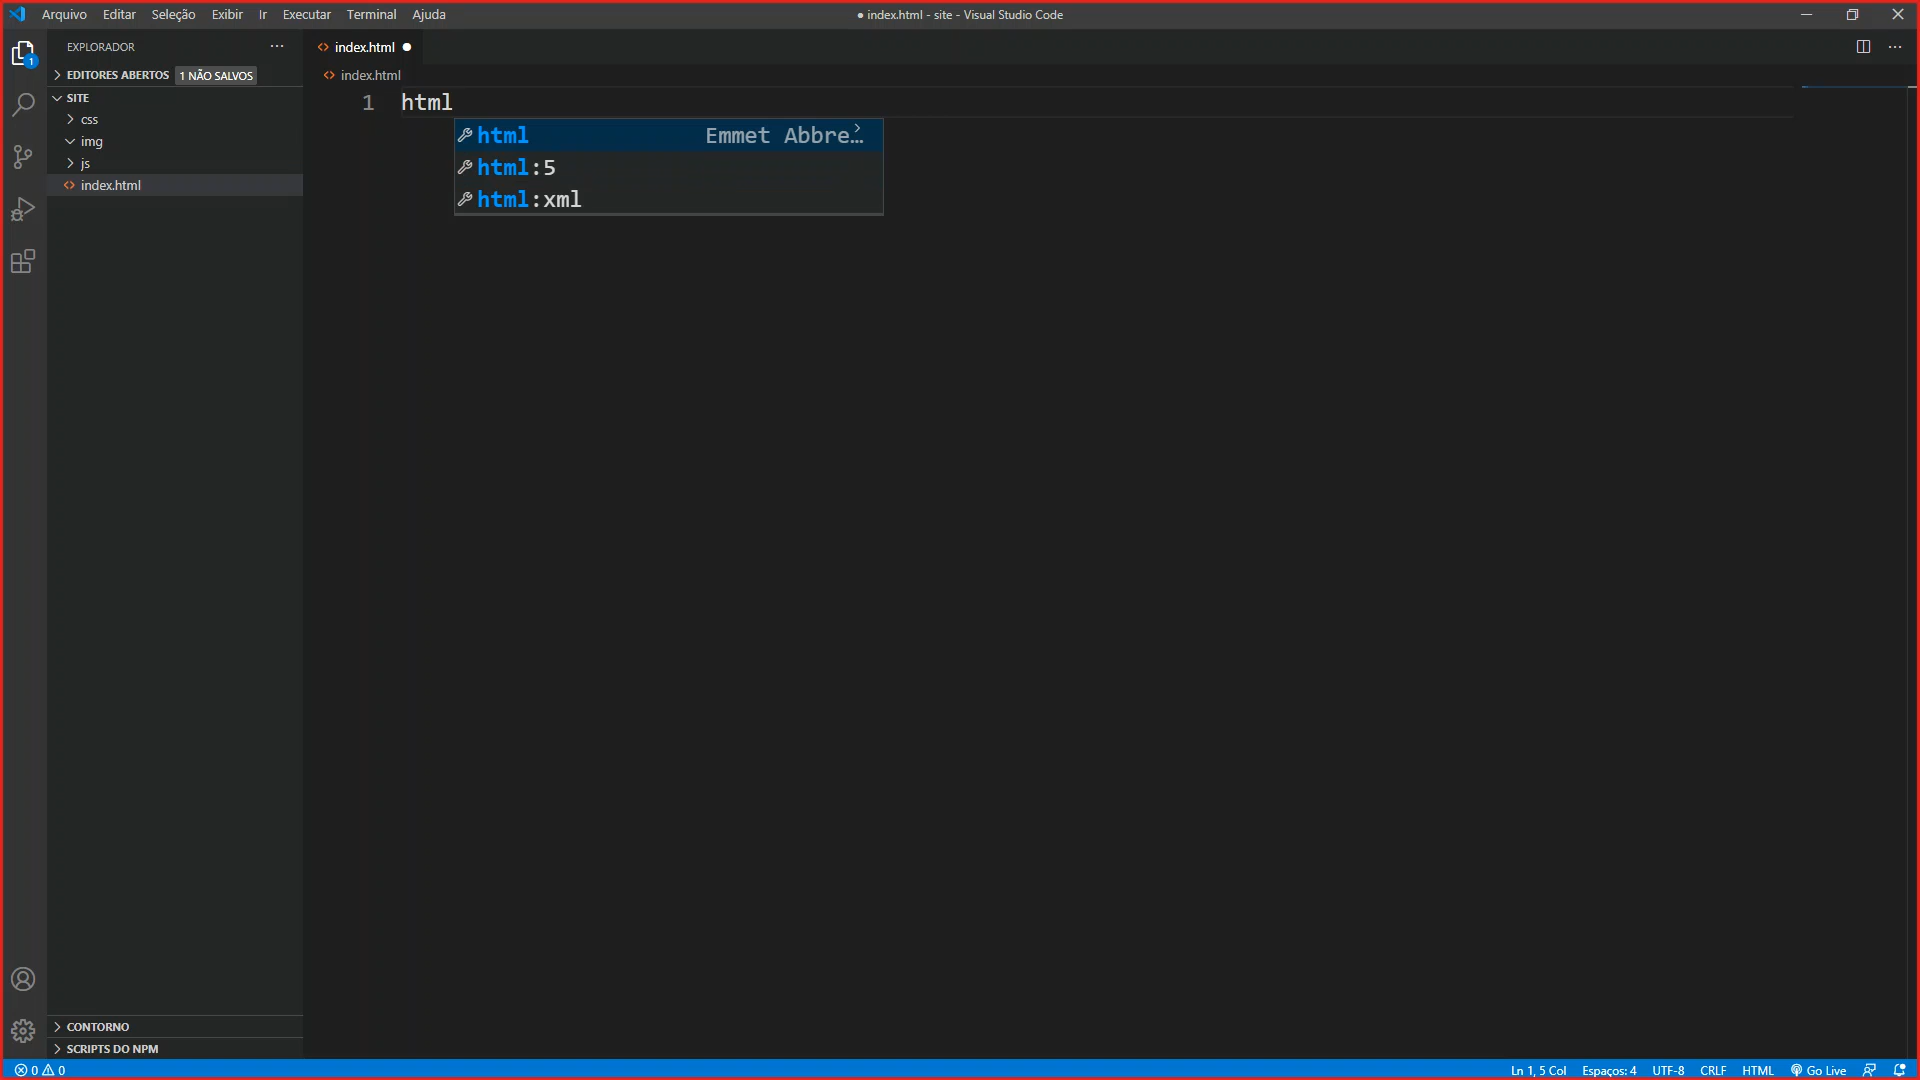 Arquivo Editar Seleção Exibir Ir Executar Terminal Ajuda
● index.html - site - Visual Studio Code
1
EXPLORADOR
EDITORES ABERTOS 1 NÃO SALVOS
SITE
css
img
js
index.html
CONTORNO
SCRIPTS DO NPM
index.html
index.html
1 html
html Emmet Abbre...
html:5
html:xml
0 0
Ln 1, 5 Col Espaços: 4 UTF-8 CRLF HTML Go Live